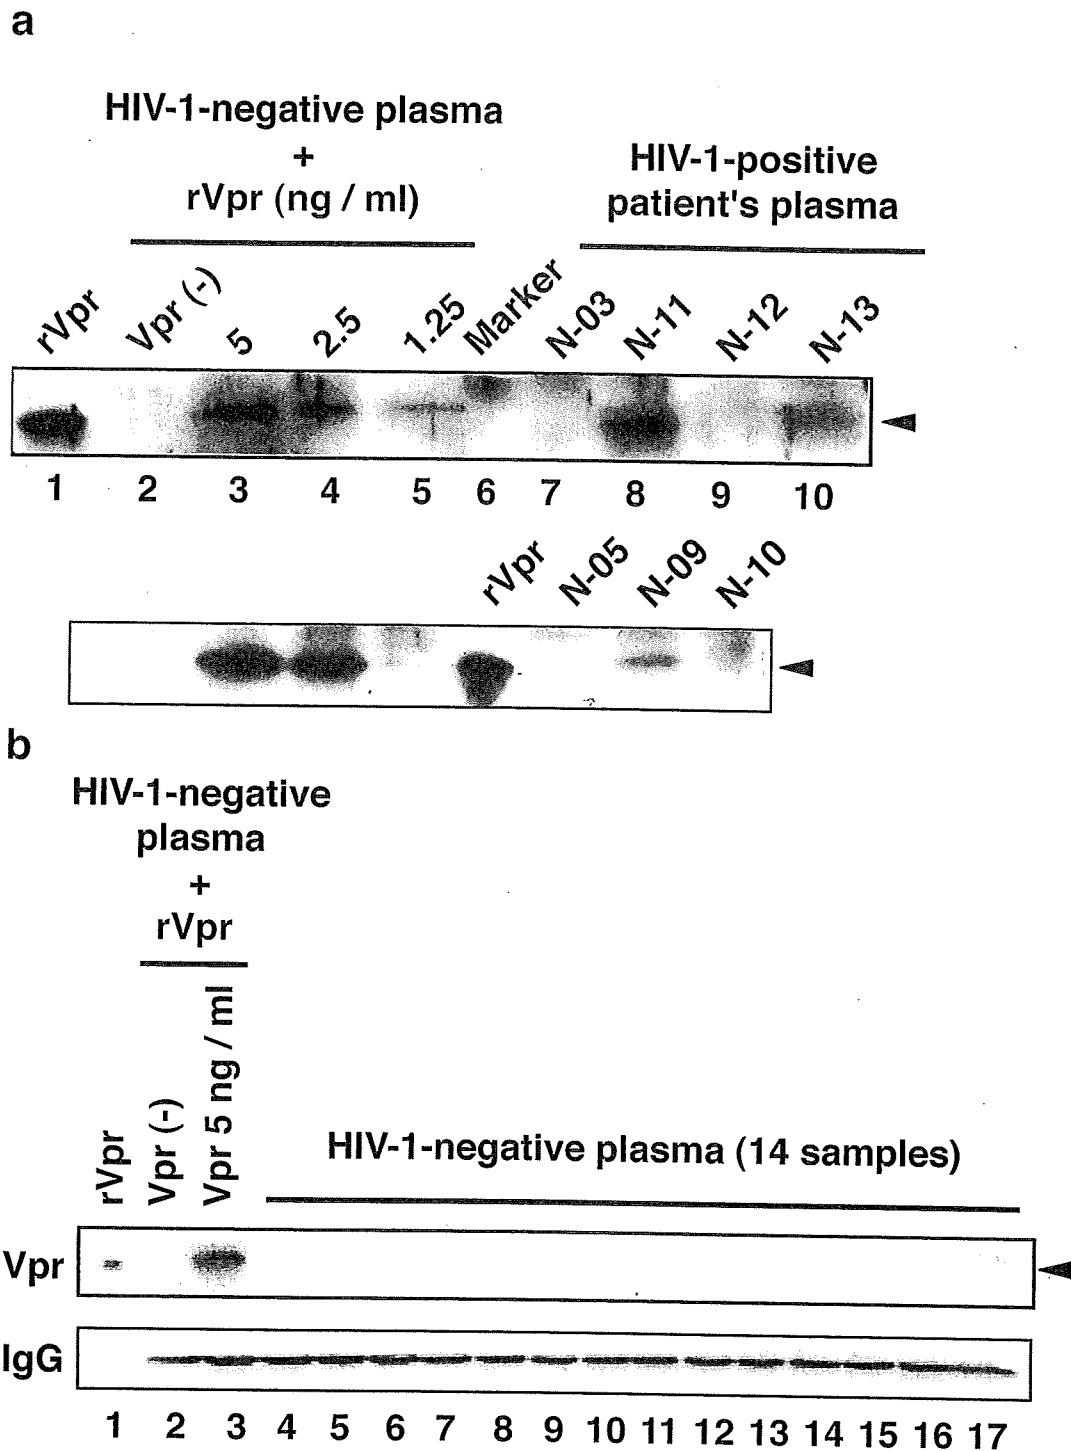 a
HIV-1-negative plasma
+
rVpr (ng / ml)
HIV-1-positive
patient's plasma
rVpr Vpr (-) 5 2.5 1.25 Marker N-03 N-11 N-12 N-13
1 2 3 4 5 6 7 8 9 10
rVpr N-05 N-09 N-10
b
HIV-1-negative
plasma
+
rVpr
rVpr Vpr (-) Vpr 5 ng / ml
HIV-1-negative plasma (14 samples)
Vpr
IgG
1 2 3 4 5 6 7 8 9 10 11 12 13 14 15 16 17